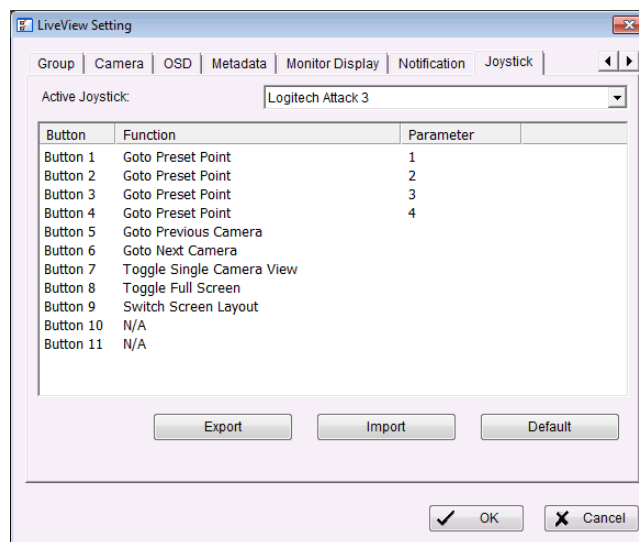 LiveView Setting
Group Camera OSD Metadata Monitor Display Notification Joystick
Active Joystick: Logitech Attack 3
Button Function Parameter
Button 1 Goto Preset Point 1
Button 2 Goto Preset Point 2
Button 3 Goto Preset Point 3
Button 4 Goto Preset Point 4
Button 5 Goto Previous Camera
Button 6 Goto Next Camera
Button 7 Toggle Single Camera View
Button 8 Toggle Full Screen
Button 9 Switch Screen Layout
Button 10 N/A
Button 11 N/A
Export Import Default
OK Cancel